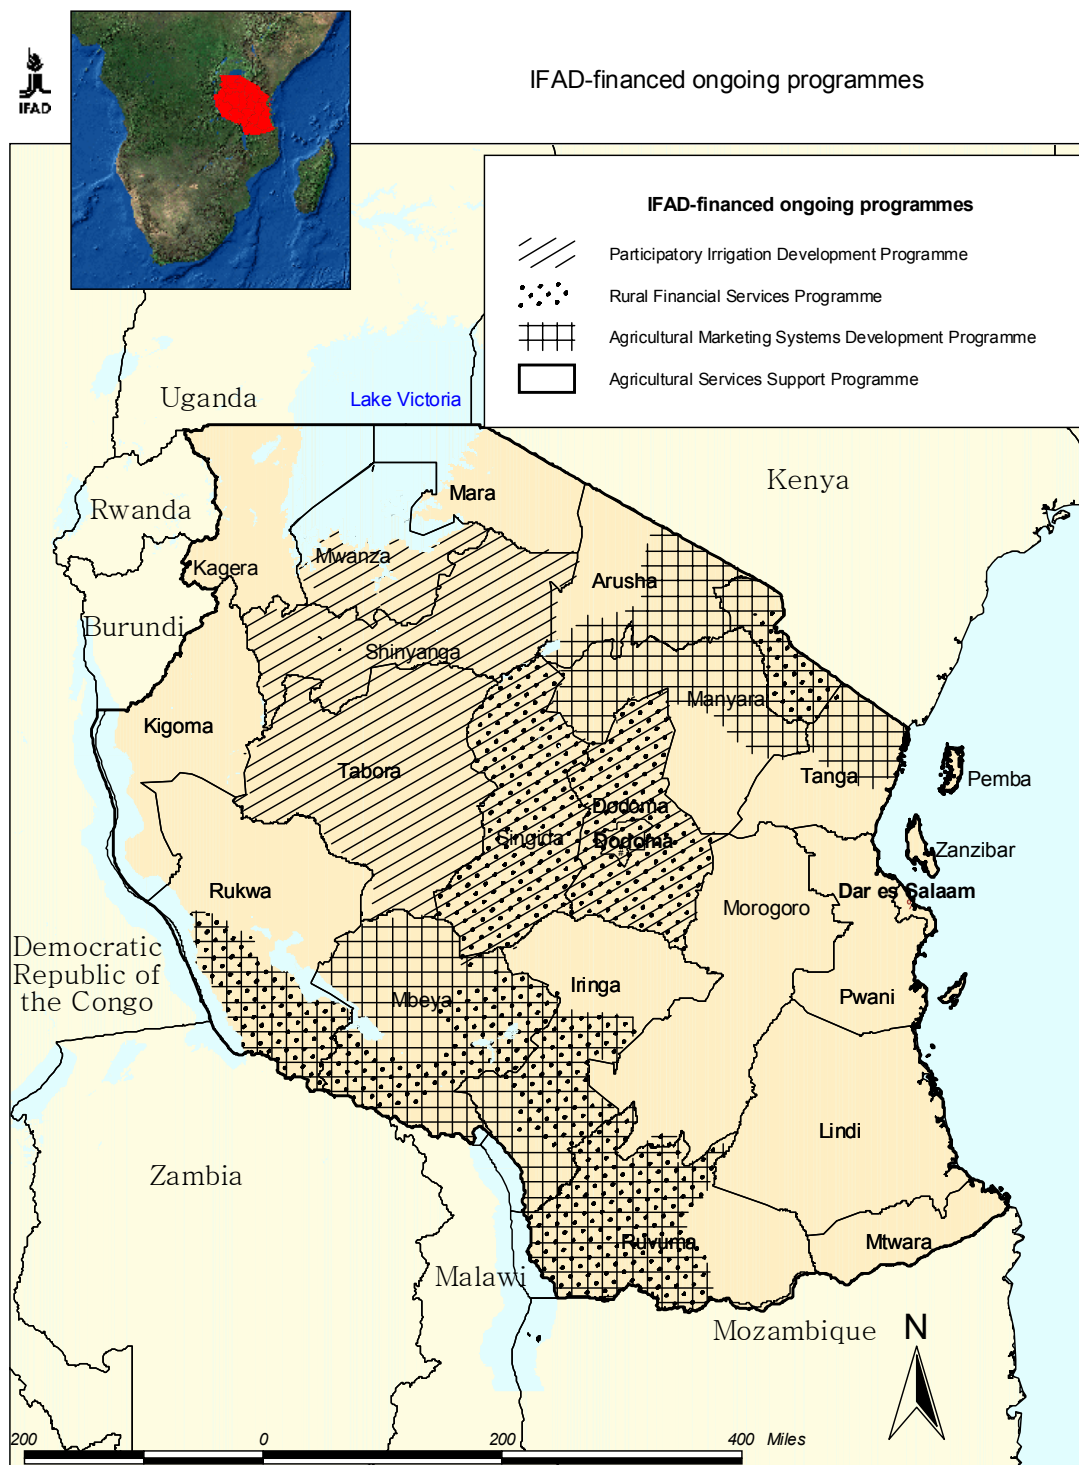 IFAD
IFAD-financed ongoing programmes
IFAD-financed ongoing programmes
Participatory Irrigation Development Programme
Rural Financial Services Programme
Agricultural Marketing Systems Development Programme
Agricultural Services Support Programme
Uganda
Lake Victoria
Kenya
Mara
Rwanda
Mwanza
Kagera
Arusha
Burundi
Shinyanga
Manyara
Kigoma
Tabora
Tanga
Pemba
Dodoma
Singida
Dodoma
Zanzibar
Rukwa
Dar es Salaam
Morogoro
Democratic
Republic of
the Congo
Iringa
Mbeya
Pwani
Lindi
Zambia
Ruvuma
Mtwara
Malawi
Mozambique
N
200 0 200 400 Miles